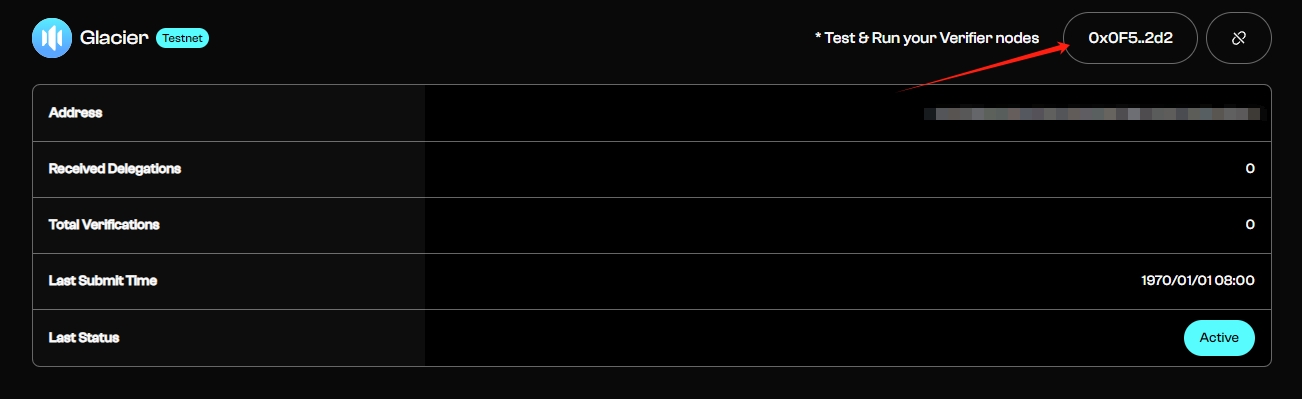 Glacier Testnet * Test & Run your Verifier nodes 0x0F5..2d2
Address
Received Delegations 0
Total Verifications 0
Last Submit Time 1970/01/01 08:00
Last Status Active